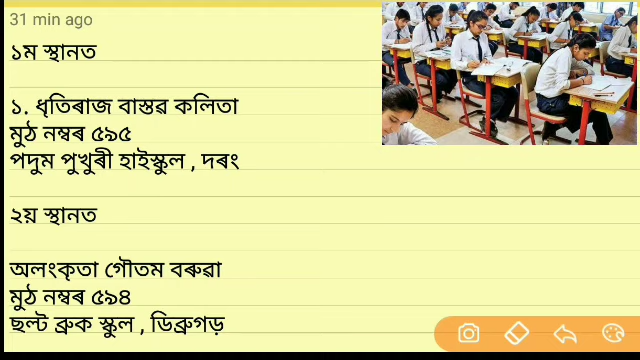 31 min ago
১ম স্থানত
১. ধৃতিৰাজ বাস্তৱ কলিতা
মুঠ নম্বৰ ৫৯৫
পদুম পুখুৰী হাইস্কুল , দৰং
২য় স্থানত
অলংকৃতা গৌতম বৰুৱা
মুঠ নম্বৰ ৫৯৪
ছল্ট ব্ৰুক স্কুল , ডিব্ৰুগড়